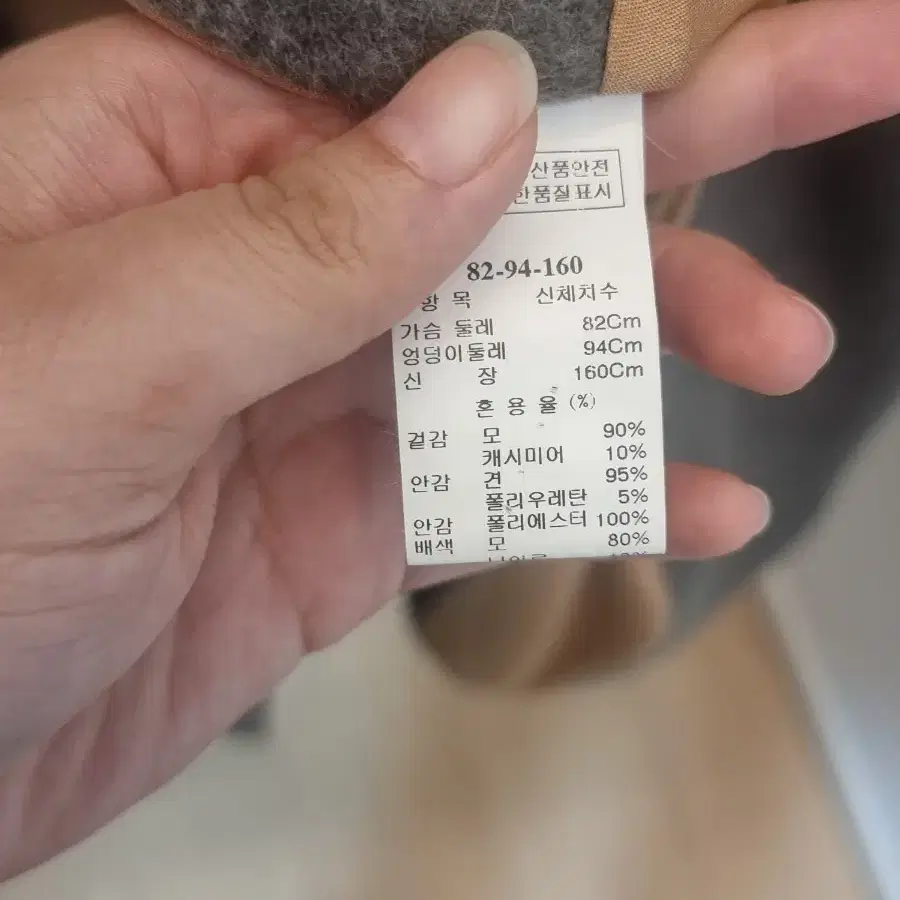 산품안전
한품질표시
82-94-160
항 목 신체치수
가슴 둘레 82Cm
엉덩이둘레 94Cm
신 장 160Cm
혼 용 율 (%)
겉감 모 90%
캐시미어 10%
안감 견 95%
폴리우레탄 5%
안감 폴리에스터 100%
배색 모 80%